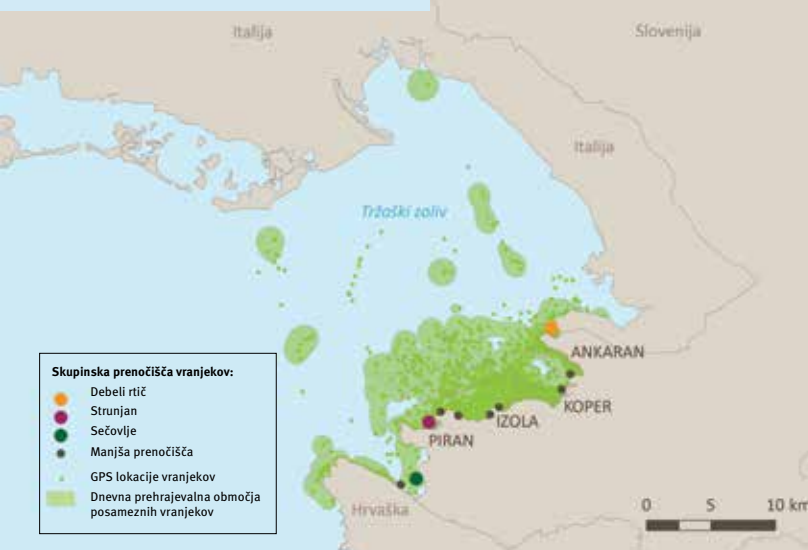 Italija
Slovenija
Italija
Tržaški zaliv
ANKARAN
KOPER
IZOLA
PIRAN
Hrvaška
Skupinska prenočišča vranjekov:
Debeli rtič
Strunjan
Sečovlje
Manjša prenočišča
GPS lokacije vranjekov
Dnevna prehrajevalna območja
posameznih vranjekov
0 5 10 km